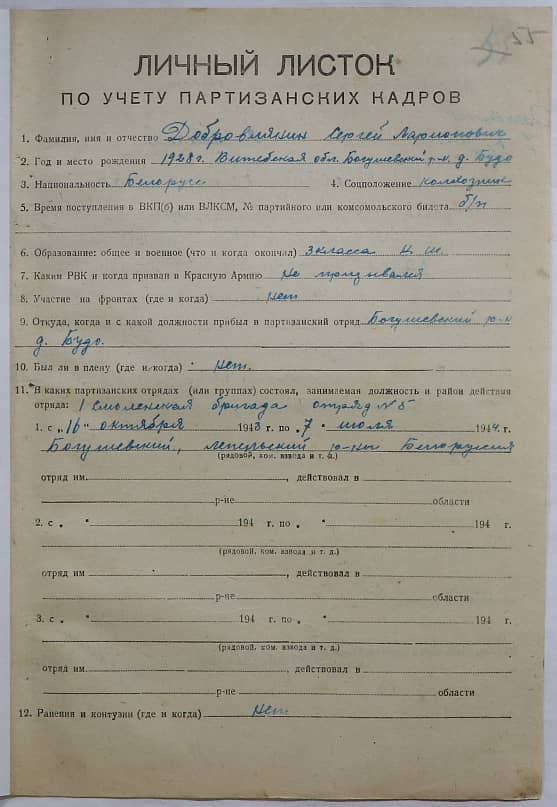 55
ЛИЧНЫЙ ЛИСТОК
ПО УЧЕТУ ПАРТИЗАНСКИХ КАДРОВ
1. Фамилия, имя и отчество Добровлянин Сергей Ларионович
2. Год и место рождения 1928 г. Витебская обл. Богушевский р-н, д. Будо
3. Национальность Белорусс 4. Соцположение колхозник
5. Время поступления в ВКП(б) или ВЛКСМ, № партийного или комсомольского билета б/п
6. Образование: общее и военное (что и когда окончил) 3 класса Н. Ш.
7. Каким РВК и когда призван в Красную Армию Не призывался
8. Участие на фронтах (где и когда) нет
9. Откуда, когда и с какой должности прибыл в партизанский отряд Богушевский р-н
д. Будо.
10. Был ли в плену (где и когда) нет.
11. В каких партизанских отрядах (или группах) состоял, занимаемая должность и район действия
отряда: 1 Смоленская бригада отряд № 5
1. с „16" октября 1943 г. по „7" июля 1944 г.
Богушевский, Лепельский р-ны Белоруссия
(рядовой, ком. взвода и т. д.)
отряд им , действовал в
р-не области
2. с „ " 194 г. по „ " 194 г.
(рядовой, ком. взвода и т. д.)
отряд им , действовал в
р-не области
3. с „ " 194 г. по „ " 194 г.
(рядовой, ком. взвода и т. д.)
отряд им. , действовал в
р-не области
12. Ранения и контузии (где и когда) Нет